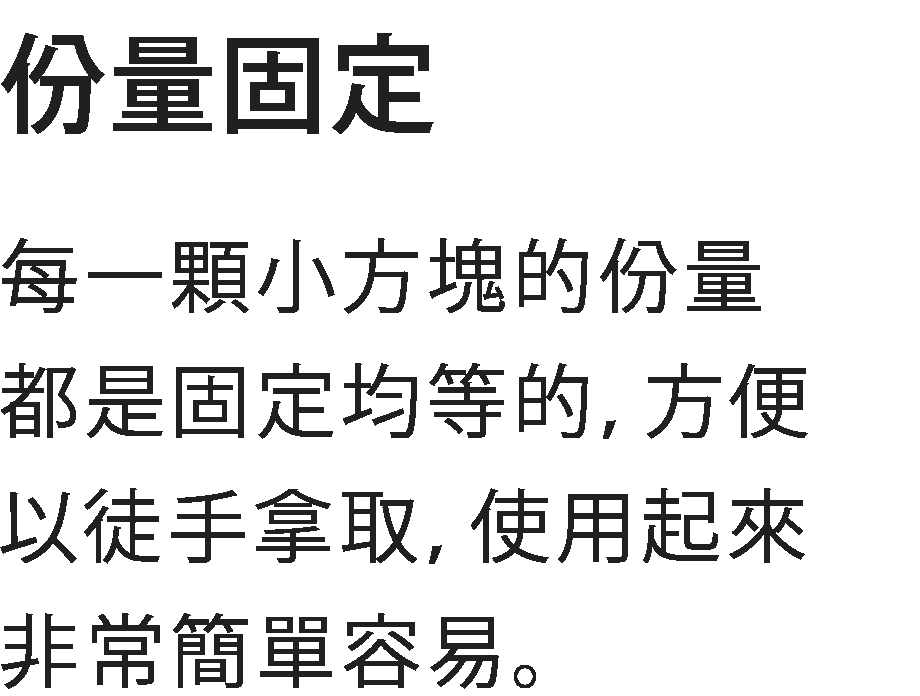 份量固定
每一顆小方塊的份量
都是固定均等的, 方便
以徒手拿取, 使用起來
非常簡單容易。